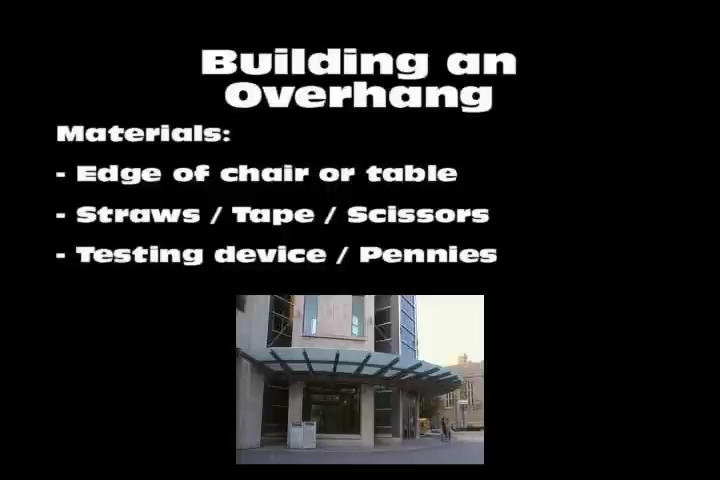 Building an
Overhang
Materials:
- Edge of chair or table
- Straws / Tape / Scissors
- Testing device / Pennies